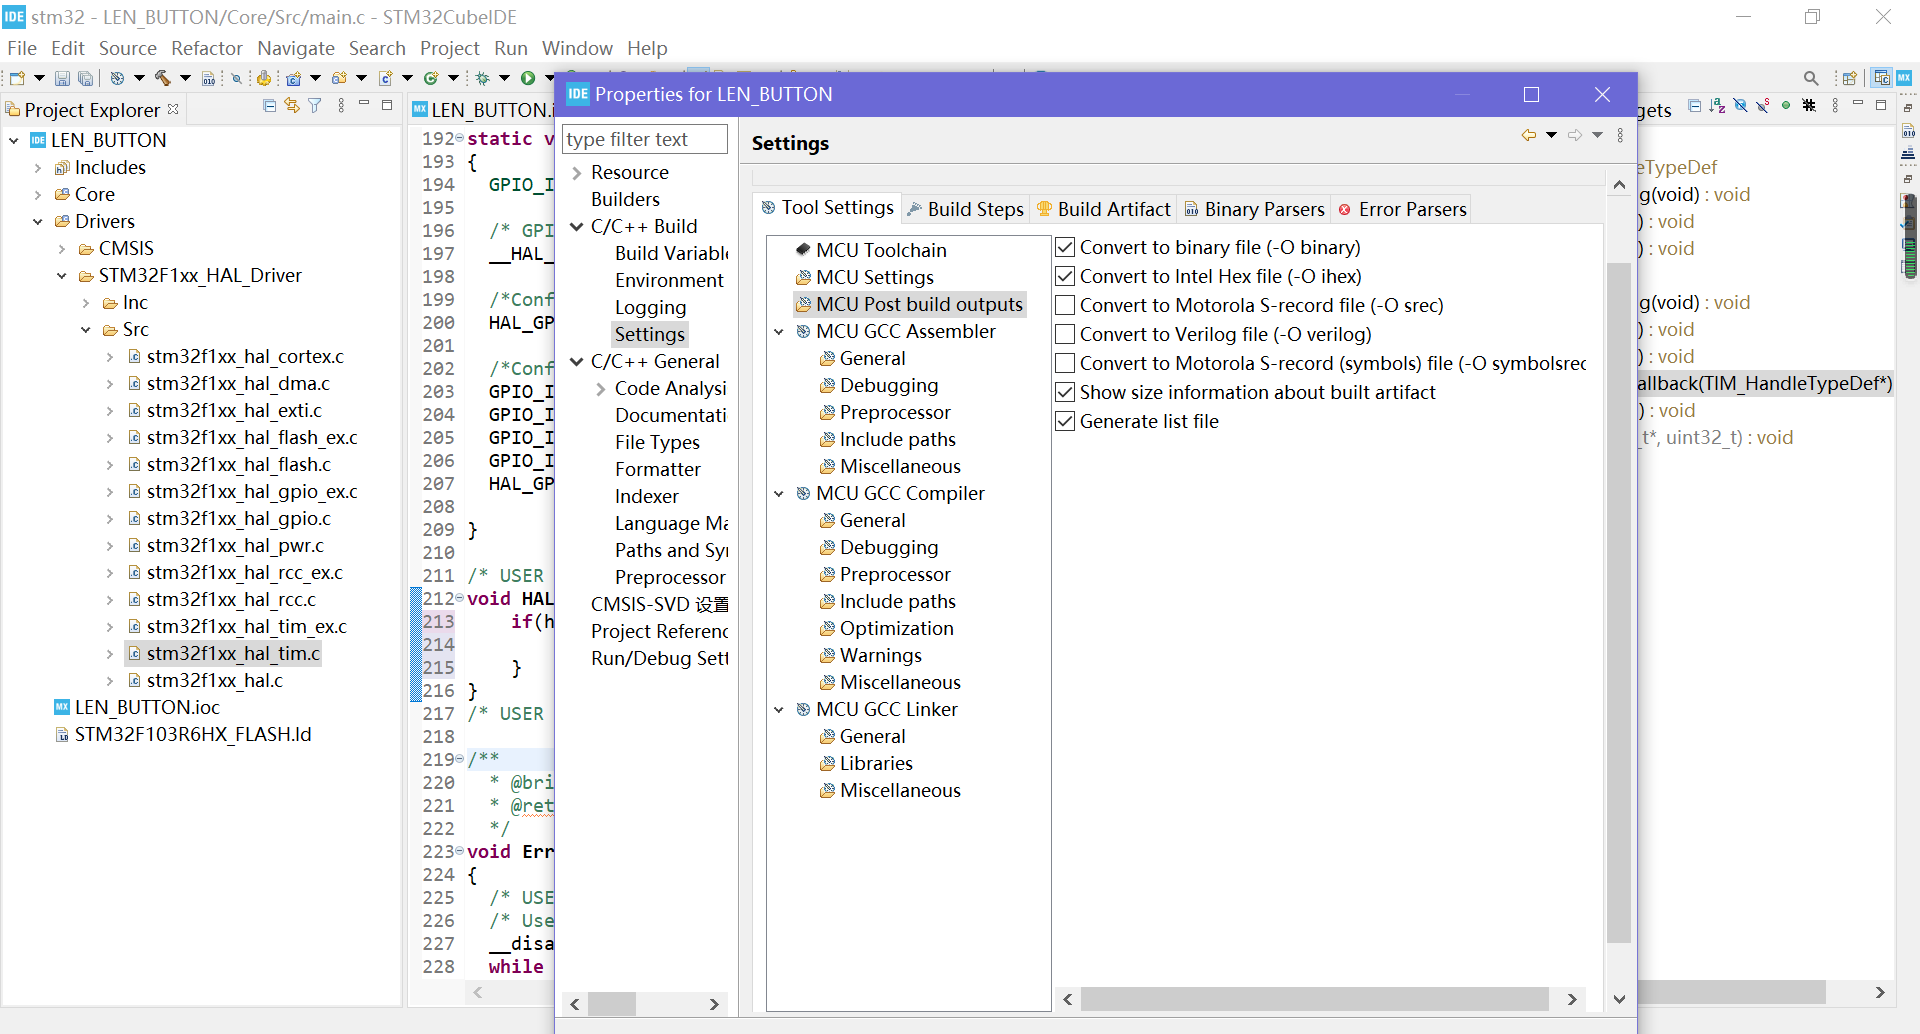 IDE stm32 - LEN_BUTTON/Core/Src/main.c - STM32CubeIDE
File Edit Source Refactor Navigate Search Project Run Window Help
Project Explorer
LEN_BUTTON
Includes
Core
Drivers
CMSIS
STM32F1xx_HAL_Driver
Inc
Src
stm32f1xx_hal_cortex.c
stm32f1xx_hal_dma.c
stm32f1xx_hal_exti.c
stm32f1xx_hal_flash_ex.c
stm32f1xx_hal_flash.c
stm32f1xx_hal_gpio_ex.c
stm32f1xx_hal_gpio.c
stm32f1xx_hal_pwr.c
stm32f1xx_hal_rcc_ex.c
stm32f1xx_hal_rcc.c
stm32f1xx_hal_tim_ex.c
stm32f1xx_hal_tim.c
stm32f1xx_hal.c
LEN_BUTTON.ioc
STM32F103R6HX_FLASH.ld
MX LEN_BUTTON.i
192 static v
193 {
194 GPIO_I
195
196 /* GPI
197 __HAL_
198
199 /*Conf
200 HAL_GP
201
202 /*Conf
203 GPIO_I
204 GPIO_I
205 GPIO_I
206 GPIO_I
207 HAL_GP
208
209 }
210
211 /* USER
212 void HAL
213 if(h
214
215 }
216 }
217 /* USER
218
219 /**
220 * @bri
221 * @ret
222 */
223 void Err
224 {
225 /* USE
226 /* Use
227 __disa
228 while
IDE Properties for LEN_BUTTON
type filter text
Resource
Builders
C/C++ Build
Build Variable
Environment
Logging
Settings
C/C++ General
Code Analysi
Documentati
File Types
Formatter
Indexer
Language Ma
Paths and Syı
Preprocessor
CMSIS-SVD 设置
Project Referenc
Run/Debug Sett
Settings
Tool Settings Build Steps Build Artifact Binary Parsers Error Parsers
MCU Toolchain
MCU Settings
MCU Post build outputs
MCU GCC Assembler
General
Debugging
Preprocessor
Include paths
Miscellaneous
MCU GCC Compiler
General
Debugging
Preprocessor
Include paths
Optimization
Warnings
Miscellaneous
MCU GCC Linker
General
Libraries
Miscellaneous
Convert to binary file (-O binary)
Convert to Intel Hex file (-O ihex)
Convert to Motorola S-record file (-O srec)
Convert to Verilog file (-O verilog)
Convert to Motorola S-record (symbols) file (-O symbolsrec
Show size information about built artifact
Generate list file
gets
eTypeDef
g(void) : void
) : void
) : void
g(void) : void
) : void
) : void
allback(TIM_HandleTypeDef*)
) : void
_t*, uint32_t) : void